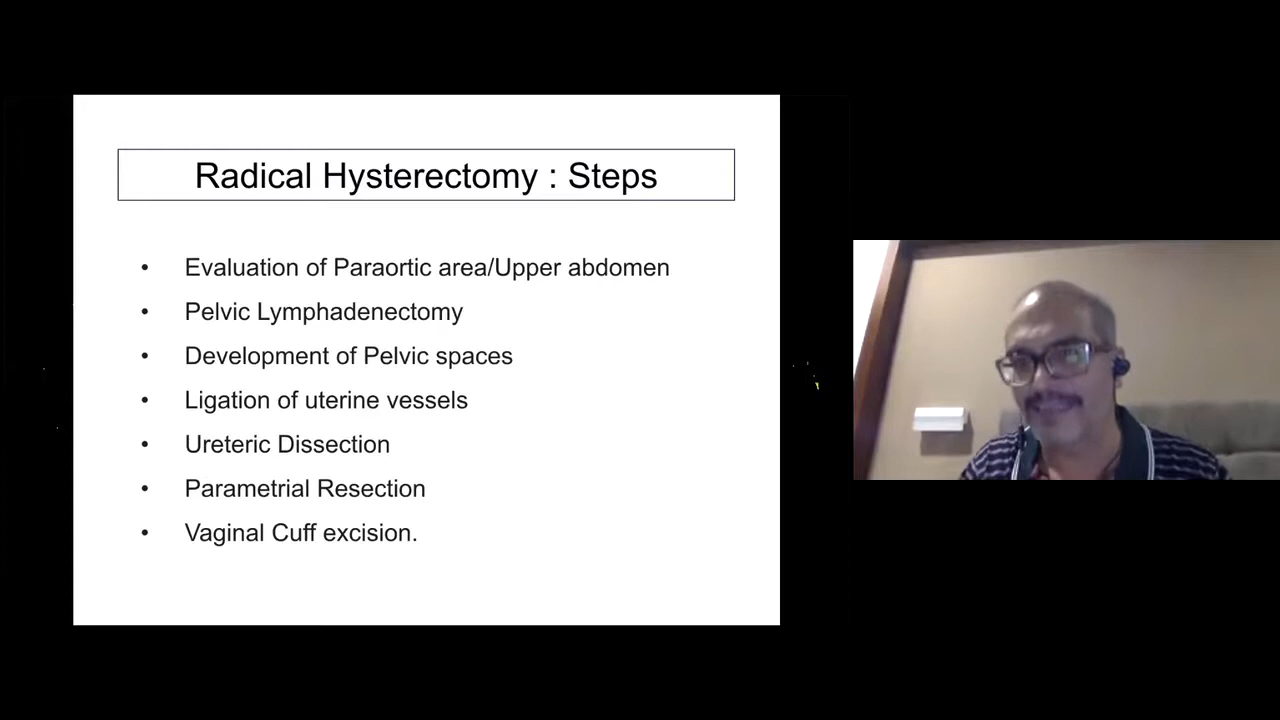 Radical Hysterectomy : Steps
• Evaluation of Paraortic area/Upper abdomen
• Pelvic Lymphadenectomy
• Development of Pelvic spaces
• Ligation of uterine vessels
• Ureteric Dissection
• Parametrial Resection
• Vaginal Cuff excision.